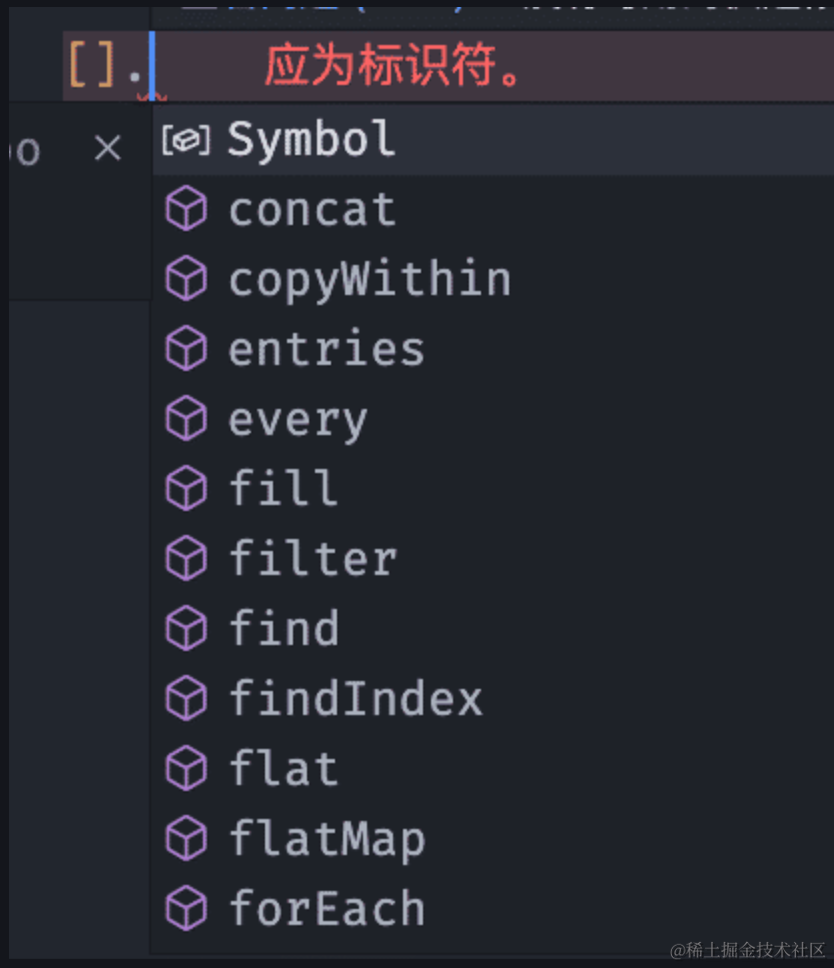 []. 应为标识符。
o ×
Symbol
concat
copyWithin
entries
every
fill
filter
find
findIndex
flat
flatMap
forEach
@稀土掘金技术社区